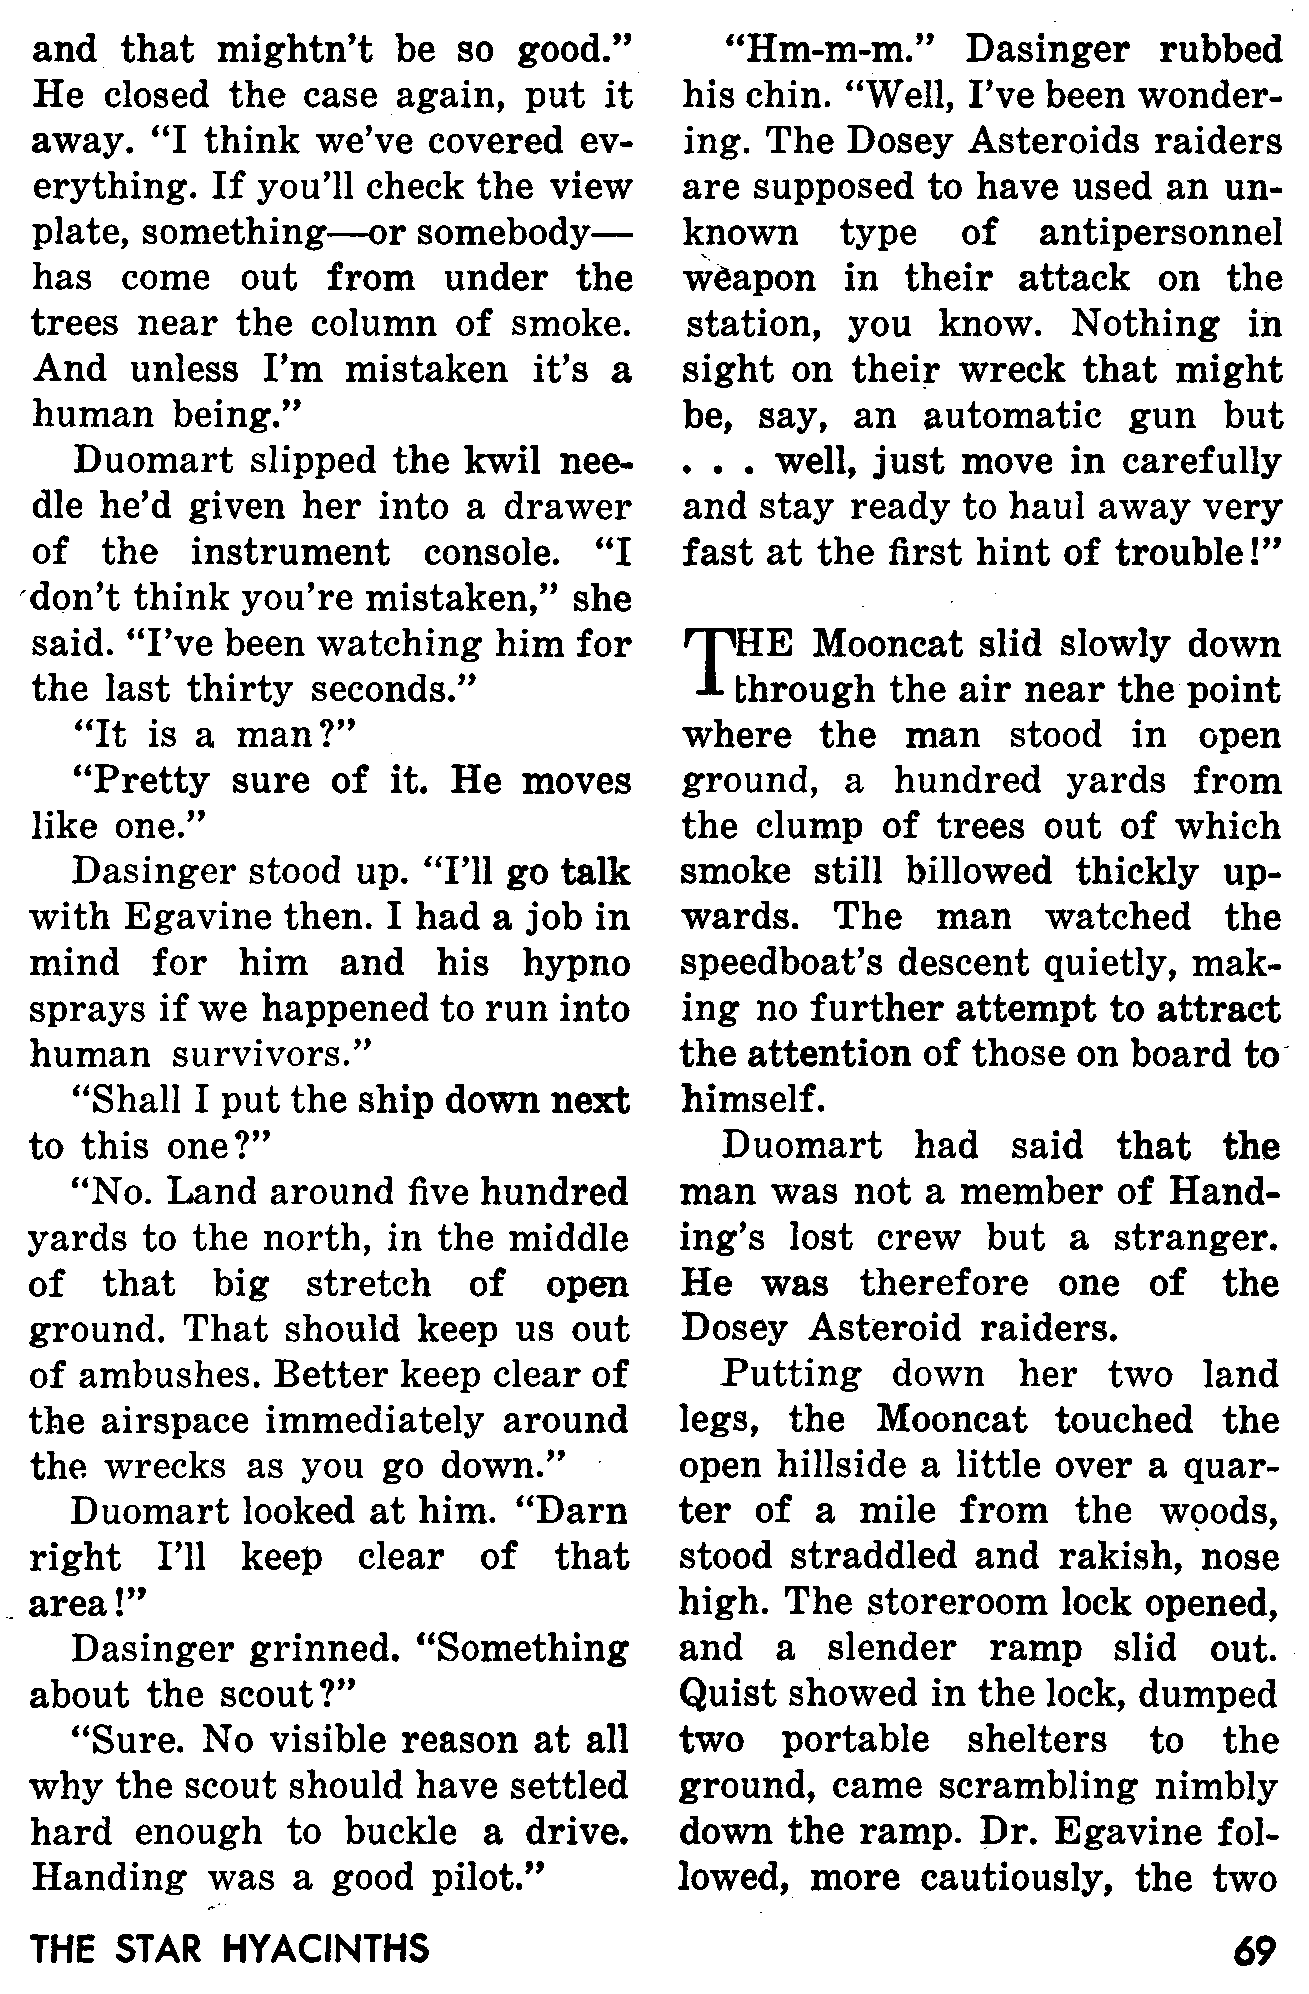 and that mightn't be so good."
He closed the case again, put it
away. "I think we've covered ev-
erything. If you'll check the view
plate, something—or somebody—
has come out from under the
trees near the column of smoke.
And unless I'm mistaken it's a
human being."
Duomart slipped the kwil nee-
dle he'd given her into a drawer
of the instrument console. "I
don't think you're mistaken," she
said. "I've been watching him for
the last thirty seconds."
"It is a man?"
"Pretty sure of it. He moves
like one."
Dasinger stood up. "I'll go talk
with Egavine then. I had a job in
mind for him and his hypno
sprays if we happened to run into
human survivors."
"Shall I put the ship down next
to this one?"
"No. Land around five hundred
yards to the north, in the middle
of that big stretch of open
ground. That should keep us out
of ambushes. Better keep clear of
the airspace immediately around
the wrecks as you go down."
Duomart looked at him. "Darn
right I'll keep clear of that
area!"
Dasinger grinned. "Something
about the scout?"
"Sure. No visible reason at all
why the scout should have settled
hard enough to buckle a drive.
Handing was a good pilot."
"Hm-m-m." Dasinger rubbed
his chin. "Well, I've been wonder-
ing. The Dosey Asteroids raiders
are supposed to have used an un-
known type of antipersonnel
weapon in their attack on the
station, you know. Nothing in
sight on their wreck that might
be, say, an automatic gun but
. . . well, just move in carefully
and stay ready to haul away very
fast at the first hint of trouble!"
THE Mooncat slid slowly down
through the air near the point
where the man stood in open
ground, a hundred yards from
the clump of trees out of which
smoke still billowed thickly up-
wards. The man watched the
speedboat's descent quietly, mak-
ing no further attempt to attract
the attention of those on board to
himself.
Duomart had said that the
man was not a member of Hand-
ing's lost crew but a stranger.
He was therefore one of the
Dosey Asteroid raiders.
Putting down her two land
legs, the Mooncat touched the
open hillside a little over a quar-
ter of a mile from the woods,
stood straddled and rakish, nose
high. The storeroom lock opened,
and a slender ramp slid out.
Quist showed in the lock, dumped
two portable shelters to the
ground, came scrambling nimbly
down the ramp. Dr. Egavine fol-
lowed, more cautiously, the two
THE STAR HYACINTHS
69